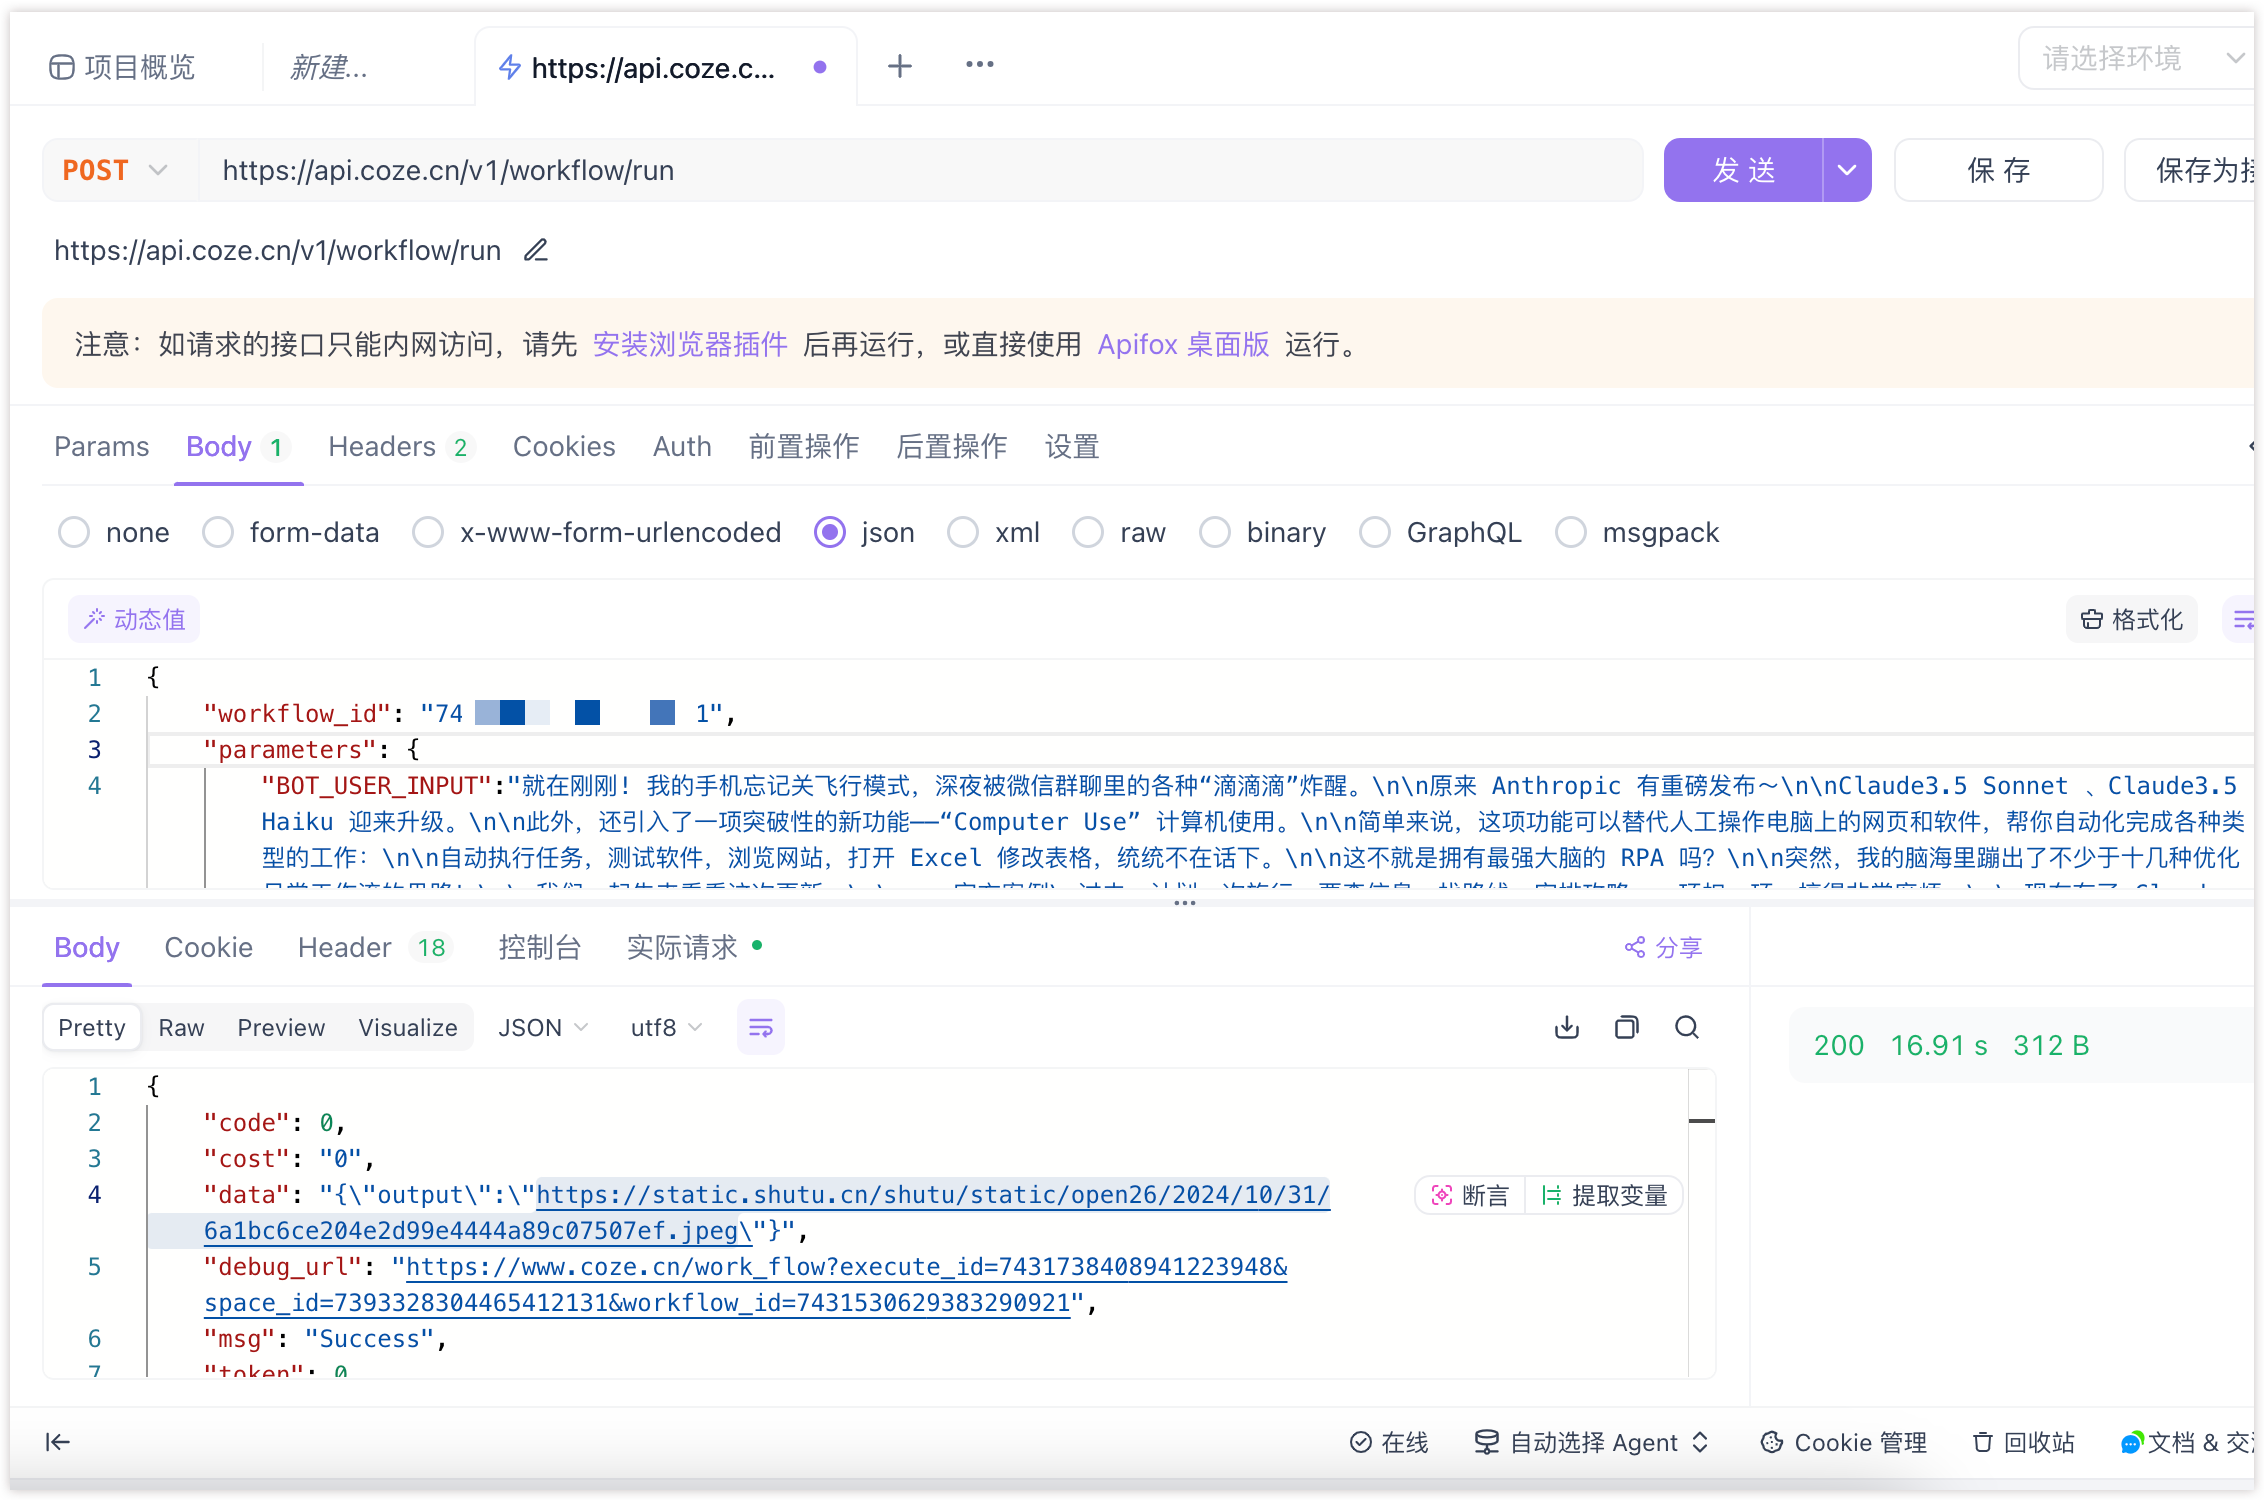 项目概览 新建... https://api.coze.c... 请选择环境
POST https://api.coze.cn/v1/workflow/run 发 送 保 存 保存为接
https://api.coze.cn/v1/workflow/run
注意：如请求的接口只能内网访问，请先 安装浏览器插件 后再运行，或直接使用 Apifox 桌面版 运行。
Params Body 1 Headers 2 Cookies Auth 前置操作 后置操作 设置
none form-data x-www-form-urlencoded json xml raw binary GraphQL msgpack
动态值 格式化
1 {
2 "workflow_id": "74 1",
3 "parameters": {
4 "BOT_USER_INPUT":"就在刚刚！我的手机忘记关飞行模式，深夜被微信群聊里的各种“滴滴滴”炸醒。\n\n原来 Anthropic 有重磅发布～\n\nClaude3.5 Sonnet 、Claude3.5
Haiku 迎来升级。\n\n此外，还引入了一项突破性的新功能——“Computer Use” 计算机使用。\n\n简单来说，这项功能可以替代人工操作电脑上的网页和软件，帮你自动化完成各种类
型的工作：\n\n自动执行任务，测试软件，浏览网站，打开 Excel 修改表格，统统不在话下。\n\n这不就是拥有最强大脑的 RPA 吗？\n\n突然，我的脑海里蹦出了不少于十几种优化
Body Cookie Header 18 控制台 实际请求 分享
Pretty Raw Preview Visualize JSON utf8
200 16.91 s 312 B
1 {
2 "code": 0,
3 "cost": "0",
4 "data": "{\"output\":\"https://static.shutu.cn/shutu/static/open26/2024/10/31/ 断言 提取变量
6a1bc6ce204e2d99e4444a89c07507ef.jpeg\"}",
5 "debug_url": "https://www.coze.cn/work_flow?execute_id=7431738408941223948&
space_id=7393328304465412131&workflow_id=7431530629383290921",
6 "msg": "Success",
7 "token": 0
在线 自动选择 Agent Cookie 管理 回收站 文档 & 交